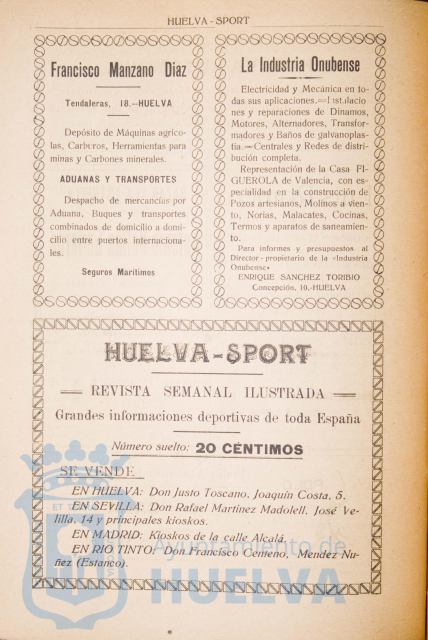 HUELVA - SPORT
Francisco Manzano Diaz
Tendaleras, 18.—HUELVA
Depósito de Máquinas agríco-
las, Carburos, Herramientas para
minas y Carbones minerales.
ADUANAS Y TRANSPORTES
Despacho de mercancías por
Aduana, Buques y transportes
combinados de domicilio a domi-
cilio entre puertos internaciona-
les.
Seguros Marítimos
La Industria Onubense
Electricidad y Mecánica en to-
das sus aplicaciones.—Instalacio
nes y reparaciones de Dinamos,
Motores, Alternadores, Transfor-
madores y Baños de galvanoplas-
tia.—Centrales y Redes de distri-
bución completa.
Representación de la Casa FI-
GUEROLA de Valencia, con es-
pecialidad en la construcción de
Pozos artesianos, Molinos a vien-
to, Norias, Malacates, Cocinas,
Termos y aparatos de saneamien-
to.
Para informes y presupuestos al
Director - propietario de la «Industria
Onubense»
ENRIQUE SANCHEZ TORIBIO
Concepción, 10.-HUELVA
HUELVA-SPORT
REVISTA SEMANAL ILUSTRADA
Grandes informaciones deportivas de toda España
Número suelto: 20 CÉNTIMOS
SE VENDE
EN HUELVA: Don Justo Toscano, Joaquín Costa, 5.
EN SEVILLA: Don Rafael Martínez Madolell, José Ve-
lilla, 14 y principales kioskos.
EN MADRID: Kioskos de la calle Alcalá.
EN RIO TINTO: Don Francisco Centeno, Mendez Nu-
ñez (Estanco).
Ayuntamiento de
HUELVA